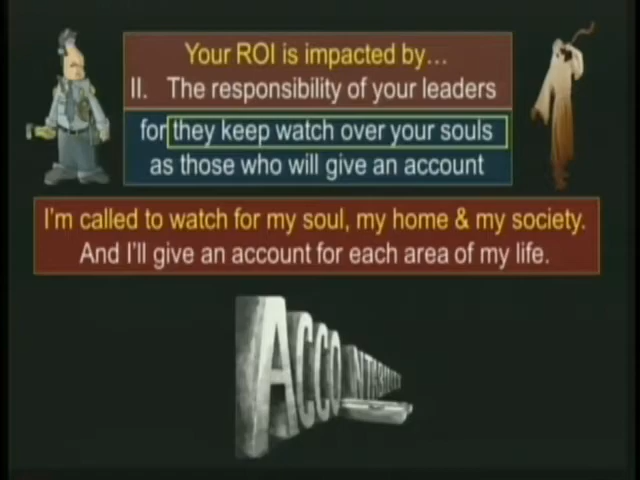 Your ROI is impacted by…
II. The responsibility of your leaders
for they keep watch over your souls
as those who will give an account
I'm called to watch for my soul, my home & my society.
And I'll give an account for each area of my life.
ACCOUNTABILITY